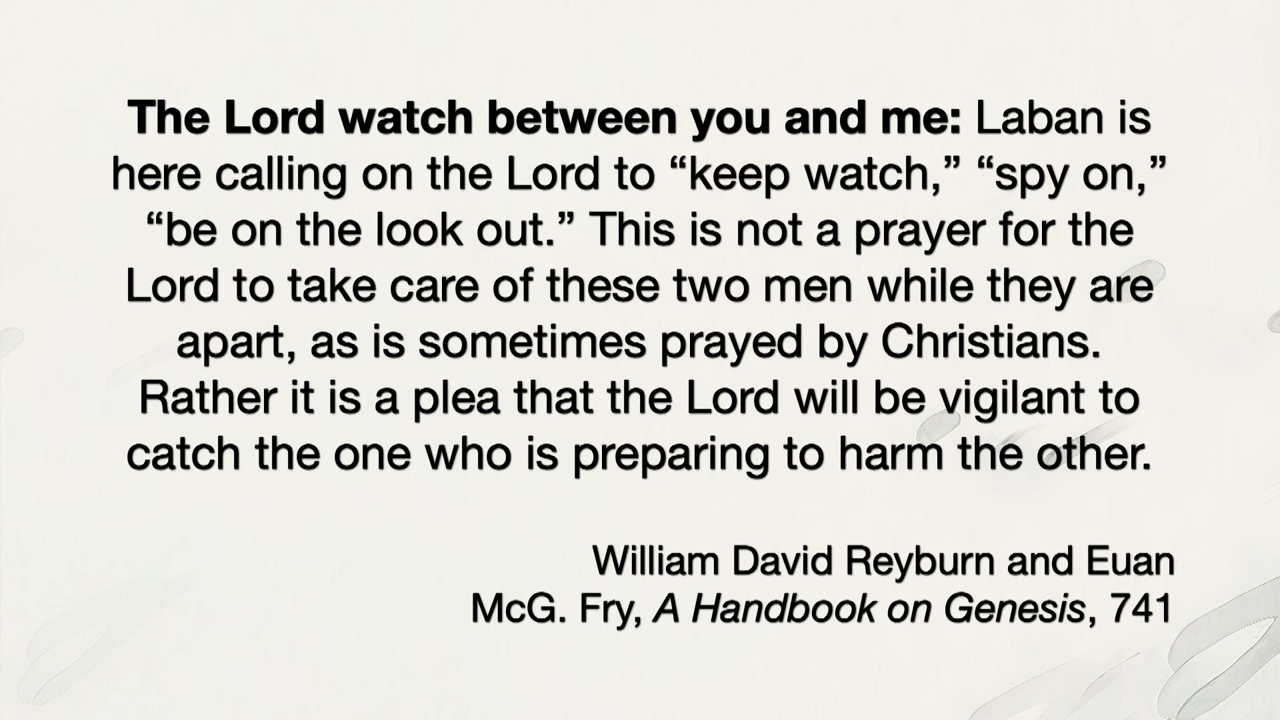 The Lord watch between you and me: Laban is
here calling on the Lord to “keep watch,” “spy on,”
“be on the look out.” This is not a prayer for the
Lord to take care of these two men while they are
apart, as is sometimes prayed by Christians.
Rather it is a plea that the Lord will be vigilant to
catch the one who is preparing to harm the other.
William David Reyburn and Euan
McG. Fry, A Handbook on Genesis, 741